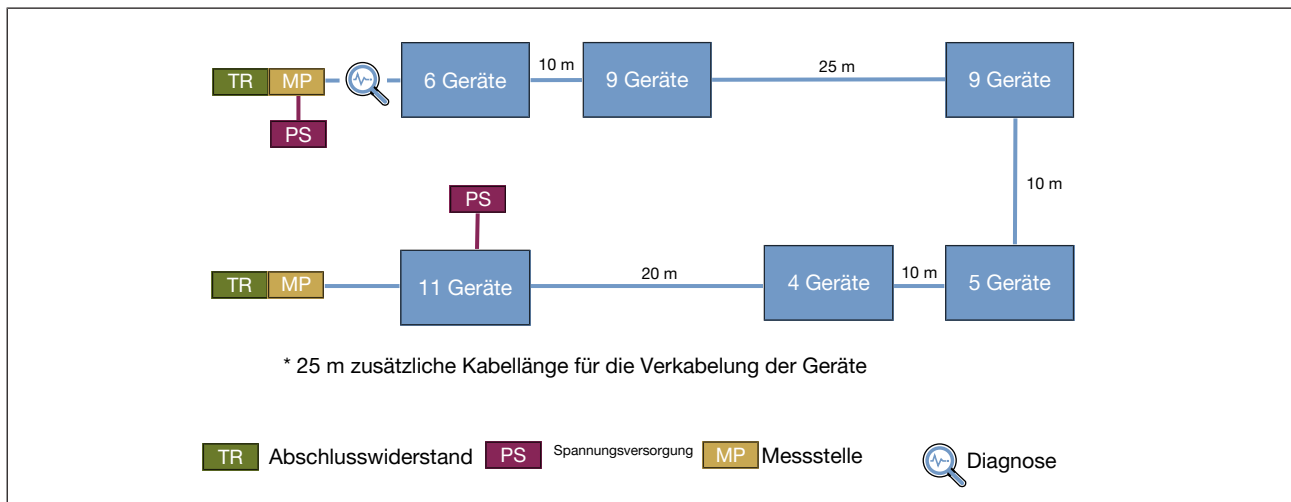 TR MP 6 Geräte 10 m 9 Geräte 25 m 9 Geräte
PS
10 m
PS
TR MP 11 Geräte 20 m 4 Geräte 10 m 5 Geräte
* 25 m zusätzliche Kabellänge für die Verkabelung der Geräte
TR Abschlusswiderstand PS Spannungsversorgung MP Messstelle Diagnose